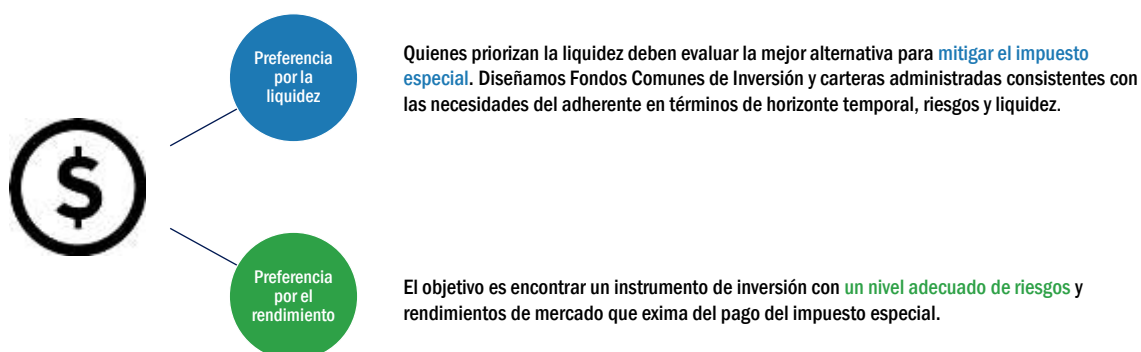 Preferencia
por la
liquidez
Quienes priorizan la liquidez deben evaluar la mejor alternativa para mitigar el impuesto
especial. Diseñamos Fondos Comunes de Inversión y carteras administradas consistentes con
las necesidades del adherente en términos de horizonte temporal, riesgos y liquidez.
$
Preferencia
por el
rendimiento
El objetivo es encontrar un instrumento de inversión con un nivel adecuado de riesgos y
rendimientos de mercado que exima del pago del impuesto especial.